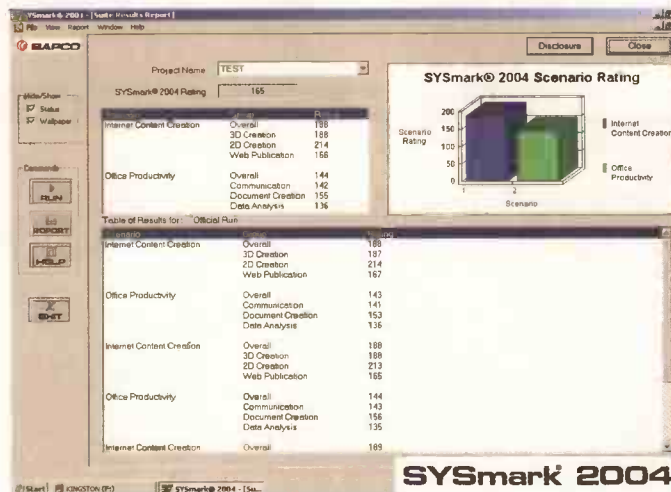 SYSmark® 2004 - [Suite Results Report]
File View Report Window Help
BAPCO
Disclosure
Close
Project Name
TEST
SYSmark® 2004 Rating
165
Hide/Show
Status
Wallpaper
Commands
RUN
REPORT
HELP
EXIT
Internet Content Creation Overall 188
3D Creation 188
2D Creation 214
Web Publication 166
Office Productivity Overall 144
Communication 142
Document Creation 155
Data Analysis 136
SYSmark® 2004 Scenario Rating
Scenario Rating
200
150
100
50
0
1 2
Scenario
Internet Content Creation
Office Productivity
Table of Results for: Official Run
Scenario Group Rating
Internet Content Creation Overall 188
3D Creation 187
2D Creation 214
Web Publication 167
Office Productivity Overall 143
Communication 141
Document Creation 153
Data Analysis 136
Internet Content Creation Overall 188
3D Creation 188
2D Creation 213
Web Publication 165
Office Productivity Overall 144
Communication 143
Document Creation 156
Data Analysis 135
Internet Content Creation Overall 189
Start KINGSTON (F:) SYSmark® 2004 - [Su...
SYSmark® 2004